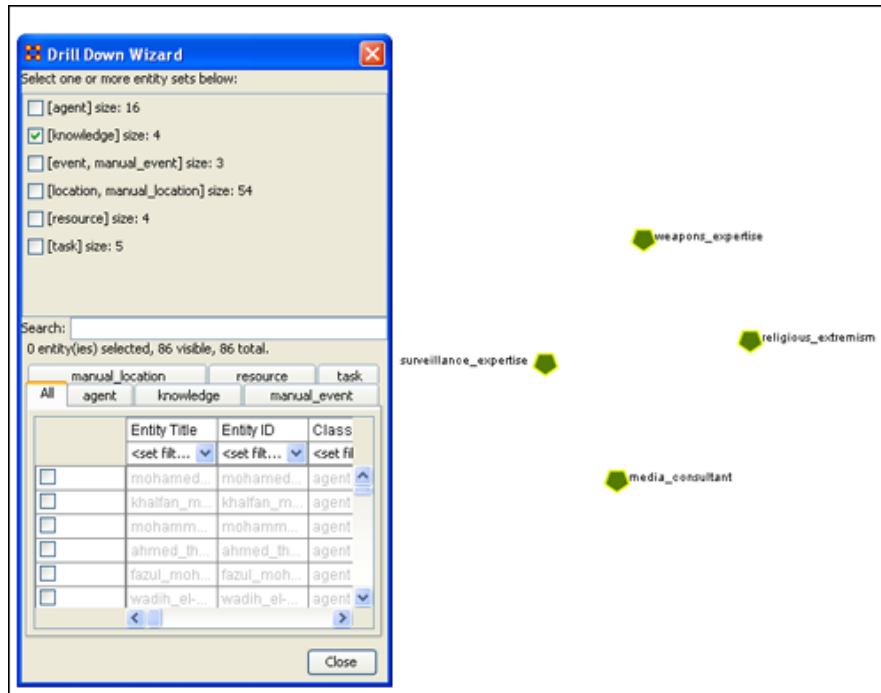 Drill Down Wizard
Select one or more entity sets below:
[agent] size: 16
[knowledge] size: 4
[event, manual_event] size: 3
[location, manual_location] size: 54
[resource] size: 4
[task] size: 5
Search:
0 entity(ies) selected, 86 visible, 86 total.
manual_location resource task
All agent knowledge manual_event
Entity Title Entity ID Class
<set filt... <set filt... <set fil
mohamed... mohamed... agent
khalfan_m... khalfan_m... agent
mohamm... mohamm... agent
ahmed_th... ahmed_th... agent
fazul_moh... fazul_moh... agent
wadih_el-... wadih_el-... agent
Close
weapons_expertise
religious_extremism
surveillance_expertise
media_consultant